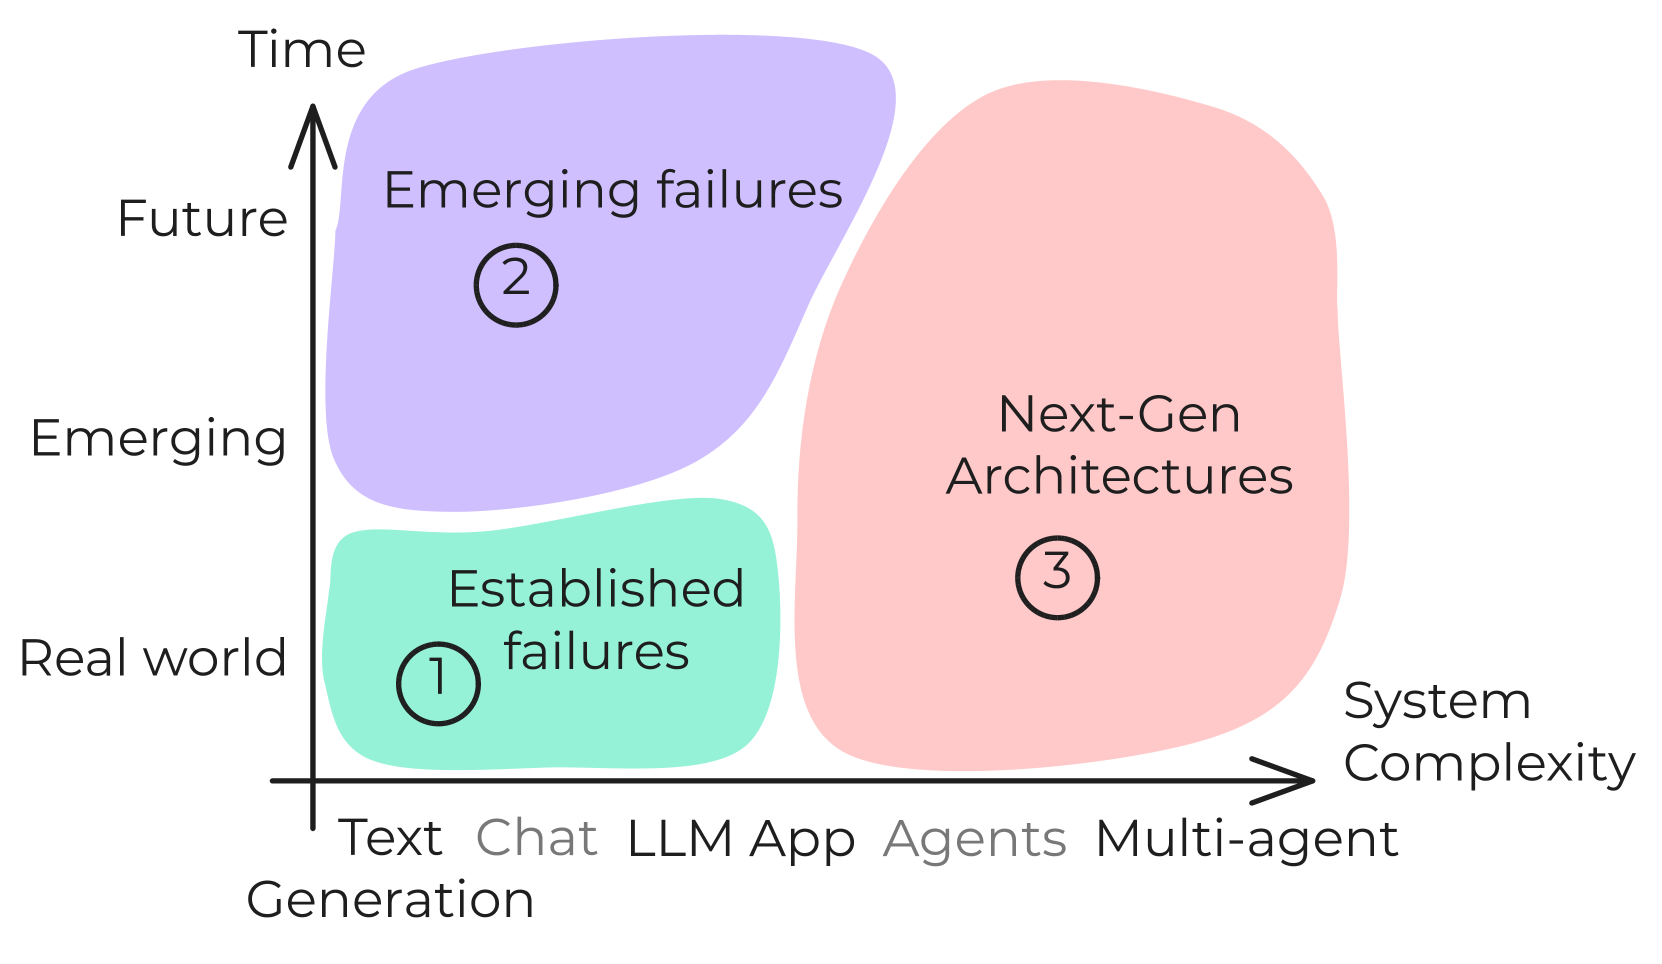 Time
Future
Emerging
Real world
Emerging failures
2
Established
failures
1
Next-Gen
Architectures
3
System
Complexity
Text Chat LLM App Agents Multi-agent
Generation